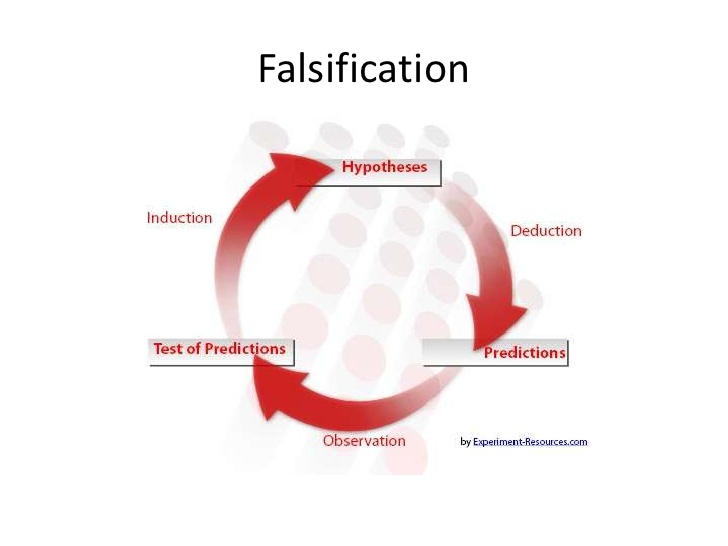 Falsification
Hypotheses
Induction
Deduction
Test of Predictions
Predictions
Observation
by Experiment-Resources.com